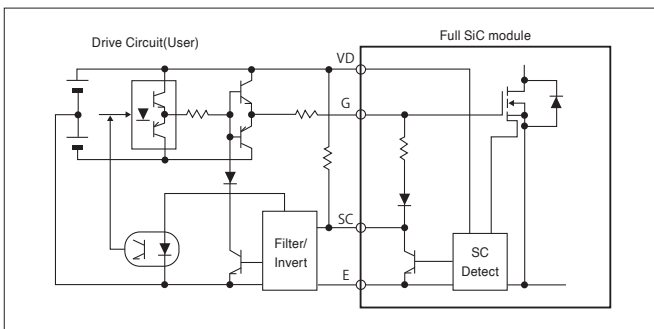 Drive Circuit(User)
Full SiC module
VD
G
SC
Filter/
Invert
SC
Detect
E